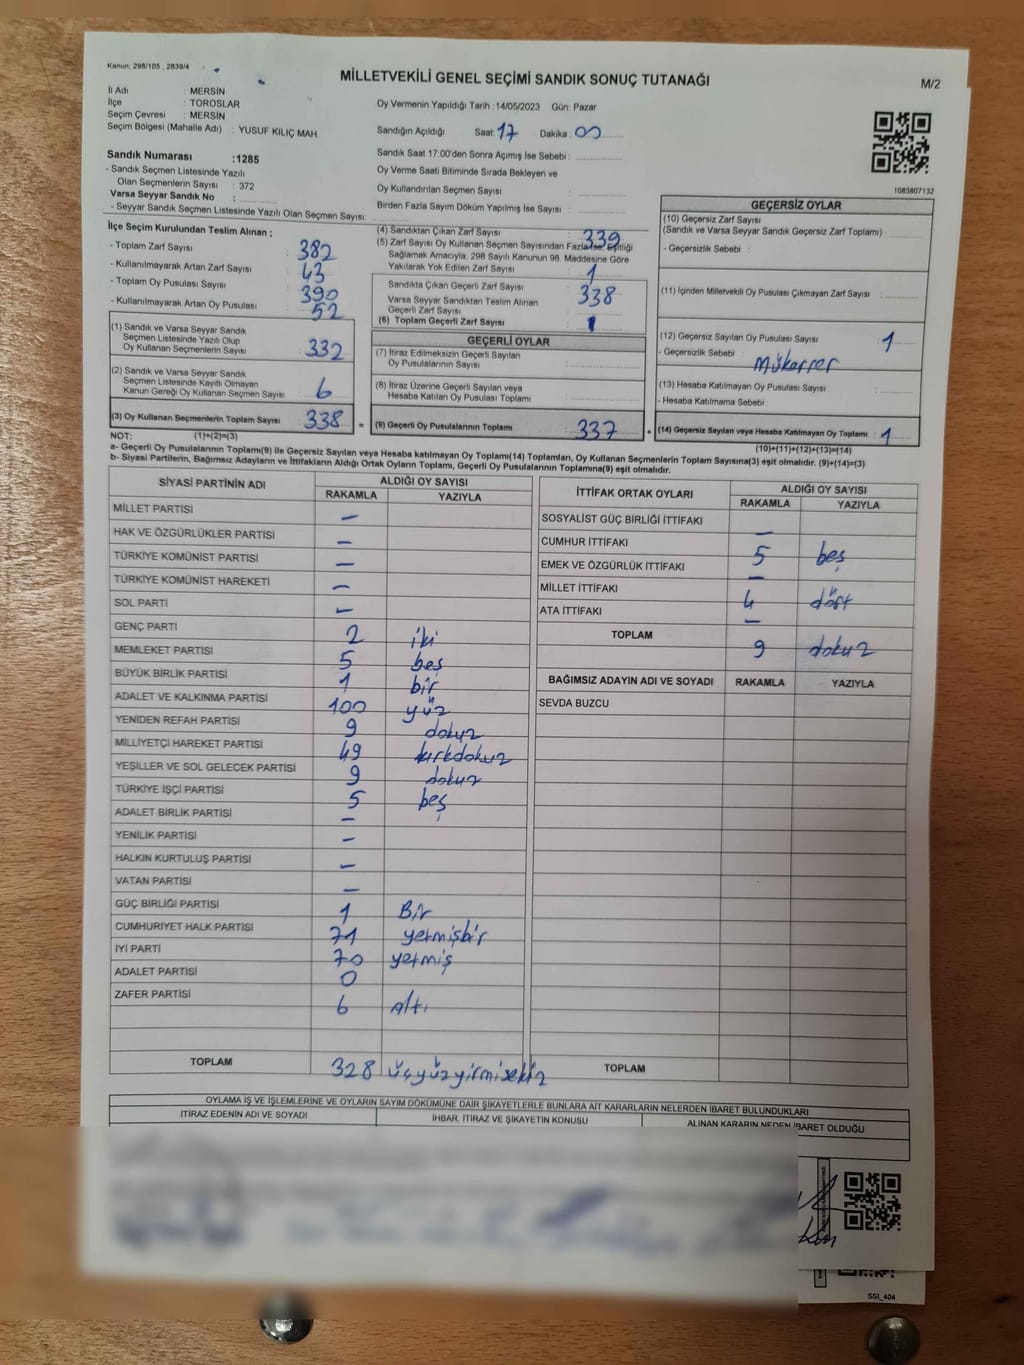 Kanun: 298/105 , 2839/4
MİLLETVEKİLİ GENEL SEÇİMİ SANDIK SONUÇ TUTANAĞI
M/2
İl Adı : MERSİN
İlçe : TOROSLAR
Seçim Çevresi : MERSİN
Seçim Bölgesi (Mahalle Adı) : YUSUF KILIÇ MAH.
Oy Vermenin Yapıldığı Tarih : 14/05/2023 Gün: Pazar
Sandığın Açıldığı Saat: 17 Dakika : 00
Sandık Numarası :1285
- Sandık Seçmen Listesinde Yazılı
Olan Seçmenlerin Sayısı : 372
Varsa Seyyar Sandık No :
- Seyyar Sandık Seçmen Listesinde Yazılı Olan Seçmen Sayısı:
Sandık Saat 17.00'den Sonra Açımış İse Sebebi :
Oy Verme Saati Bitiminde Sırada Bekleyen ve
Oy Kullandırılan Seçmen Sayısı :
Birden Fazla Sayım Döküm Yapılmış İse Sayısı :
1083807132
İlçe Seçim Kurulundan Teslim Alınan ;
- Toplam Zarf Sayısı : 382
- Kullanılmayarak Artan Zarf Sayısı : 43
- Toplam Oy Pusulası Sayısı : 390
- Kullanılmayarak Artan Oy Pusulası : 52
(1) Sandık ve Varsa Seyyar Sandık
Seçmen Listesinde Yazılı Olup
Oy Kullanan Seçmenlerin Sayısı : 332
(2) Sandık ve Varsa Seyyar Sandık
Seçmen Listesinde Kayıtlı Olmayan
Kanun Gereği Oy Kullanan Seçmen Sayısı : 6
(3) Oy Kullanan Seçmenlerin Toplam Sayısı : 338
(4) Sandıktan Çıkan Zarf Sayısı : 339
(5) Zarf Sayısı Oy Kullanan Seçmen Sayısından Fazla İse, Eşitliği
Sağlamak Amacıyla, 298 Sayılı Kanunun 98. Maddesine Göre
Yakılarak Yok Edilen Zarf Sayısı : 1
Sandıkta Çıkan Geçerli Zarf Sayısı : 338
Varsa Seyyar Sandıktan Teslim Alınan
Geçerli Zarf Sayısı :
(6) Toplam Geçerli Zarf Sayısı :
GEÇERLİ OYLAR
(7) İtiraz Edilmeksizin Geçerli Sayılan
Oy Pusulalarının Sayısı :
(8) İtiraz Üzerine Geçerli Sayılan veya
Hesaba Katılan Oy Pusulası Toplamı :
= (9) Geçerli Oy Pusulalarının Toplamı : 337
GEÇERSİZ OYLAR
(10) Geçersiz Zarf Sayısı
(Sandık ve Varsa Seyyar Sandık Geçersiz Zarf Toplamı) :
- Geçersizlik Sebebi :
(11) İçinden Milletvekili Oy Pusulası Çıkmayan Zarf Sayısı :
(12) Geçersiz Sayılan Oy Pusulası Sayısı : 1
- Geçersizlik Sebebi : Mükerrer
(13) Hesaba Katılmayan Oy Pusulası Sayısı :
- Hesaba Katılmama Sebebi :
+ (14) Geçersiz Sayılan veya Hesaba Katılmayan Oy Toplamı : 1
NOT: (1)+(2)=(3) (10)+(11)+(12)+(13)=(14)
a- Geçerli Oy Pusulalarının Toplamı(9) ile Geçersiz Sayılan veya Hesaba Katılmayan Oy Toplamı(14) Toplamları, Oy Kullanan Seçmenlerin Toplam Sayısına(3) eşit olmalıdır. (9)+(14)=(3)
b- Siyasi Partilerin, Bağımsız Adayların ve İttifakların Aldığı Ortak Oyların Toplamı, Geçerli Oy Pusulalarının Toplamına(9) eşit olmalıdır.
SİYASİ PARTİNİN ADI ALDIĞI OY SAYISI
RAKAMLA YAZIYLA
MİLLET PARTİSİ —
HAK VE ÖZGÜRLÜKLER PARTİSİ —
TÜRKİYE KOMÜNİST PARTİSİ —
TÜRKİYE KOMÜNİST HAREKETİ —
SOL PARTİ —
GENÇ PARTİ 2 iki
MEMLEKET PARTİSİ 5 beş
BÜYÜK BİRLİK PARTİSİ 1 bir
ADALET VE KALKINMA PARTİSİ 100 yüz
YENİDEN REFAH PARTİSİ 9 dokuz
MİLLİYETÇİ HAREKET PARTİSİ 49 kırkdokuz
YEŞİLLER VE SOL GELECEK PARTİSİ 9 dokuz
TÜRKİYE İŞÇİ PARTİSİ 5 beş
ADALET BİRLİK PARTİSİ —
YENİLİK PARTİSİ —
HALKIN KURTULUŞ PARTİSİ —
VATAN PARTİSİ —
GÜÇ BİRLİĞİ PARTİSİ 1 Bir
CUMHURİYET HALK PARTİSİ 71 yetmişbir
İYİ PARTİ 70 yetmiş
ADALET PARTİSİ 0
ZAFER PARTİSİ 6 Altı
TOPLAM 328 üçyüzyirmisekiz
İTTİFAK ORTAK OYLARI ALDIĞI OY SAYISI
RAKAMLA YAZIYLA
SOSYALİST GÜÇ BİRLİĞİ İTTİFAKI —
CUMHUR İTTİFAKI 5 beş
EMEK VE ÖZGÜRLÜK İTTİFAKI —
MİLLET İTTİFAKI 4 dört
ATA İTTİFAKI —
TOPLAM 9 dokuz
BAĞIMSIZ ADAYIN ADI VE SOYADI RAKAMLA YAZIYLA
SEVDA BUZCU
TOPLAM
OYLAMA İŞ VE İŞLEMLERİNE VE OYLARIN SAYIM DÖKÜMÜNE DAİR ŞİKAYETLERLE BUNLARA AİT KARARLARIN NELERDEN İBARET BULUNDUKLARI
İTİRAZ EDENİN ADI VE SOYADI İHBAR, İTİRAZ VE ŞİKAYETİN KONUSU ALINAN KARARIN NEDEN İBARET OLDUĞU
SSI_404